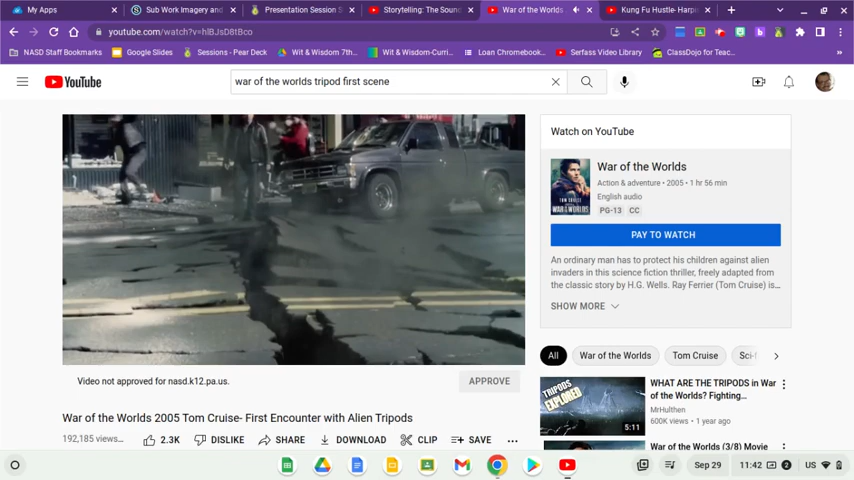 My Apps
Sub Work Imagery and
Presentation Session S
Storytelling: The Sound
War of the Worlds
Kung Fu Hustle- Harpi
youtube.com/watch?v=hlBJsD8tBco
NASD Staff Bookmarks
Google Slides
Sessions - Pear Deck
Wit & Wisdom 7th...
Wit & Wisdom-Curri...
Loan Chromebook...
Serfass Video Library
ClassDojo for Teach...
YouTube
war of the worlds tripod first scene
Watch on YouTube
War of the Worlds
Action & adventure • 2005 • 1 hr 56 min
English audio
PG-13 CC
PAY TO WATCH
An ordinary man has to protect his children against alien
invaders in this science fiction thriller, freely adapted from
the classic story by H.G. Wells. Ray Ferrier (Tom Cruise) is...
SHOW MORE
Video not approved for nasd.k12.pa.us.
APPROVE
War of the Worlds 2005 Tom Cruise- First Encounter with Alien Tripods
192,185 views...
2.3K
DISLIKE
SHARE
DOWNLOAD
CLIP
SAVE
All
War of the Worlds
Tom Cruise
Sci-f
TRIPODS
EXPLORED
5:11
WHAT ARE THE TRIPODS in War
of the Worlds? Fighting...
MrHulthen
600K views • 1 year ago
War of the Worlds (3/8) Movie
Sep 29
11:42
2
US